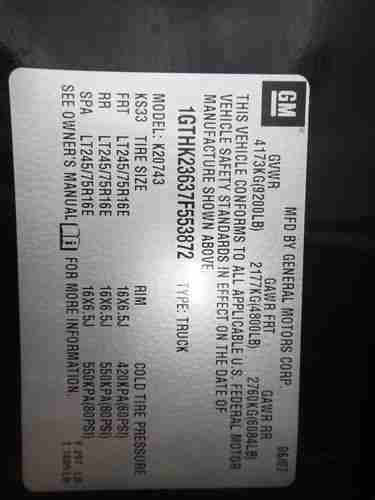 GM
MFD BY GENERAL MOTORS CORP. 06/07
GVWR GAWR FRT GAWR RR
4173KG(9200LB) 2177KG(4800LB) 2760KG(6084LB)
THIS VEHICLE CONFORMS TO ALL APPLICABLE U.S. FEDERAL MOTOR
VEHICLE SAFETY STANDARDS IN EFFECT ON THE DATE OF
MANUFACTURE SHOWN ABOVE.
1GTHK23637F553872 TYPE: TRUCK
MODEL: K20743
KS33 TIRE SIZE RIM COLD TIRE PRESSURE
FRT LT245/75R16E 16X6.5J 420KPA(60PSI)
RR LT245/75R16E 16X6.5J 550KPA(80PSI)
SPA LT245/75R16E 16X6.5J 550KPA(80PSI)
SEE OWNER'S MANUAL FOR MORE INFORMATION.